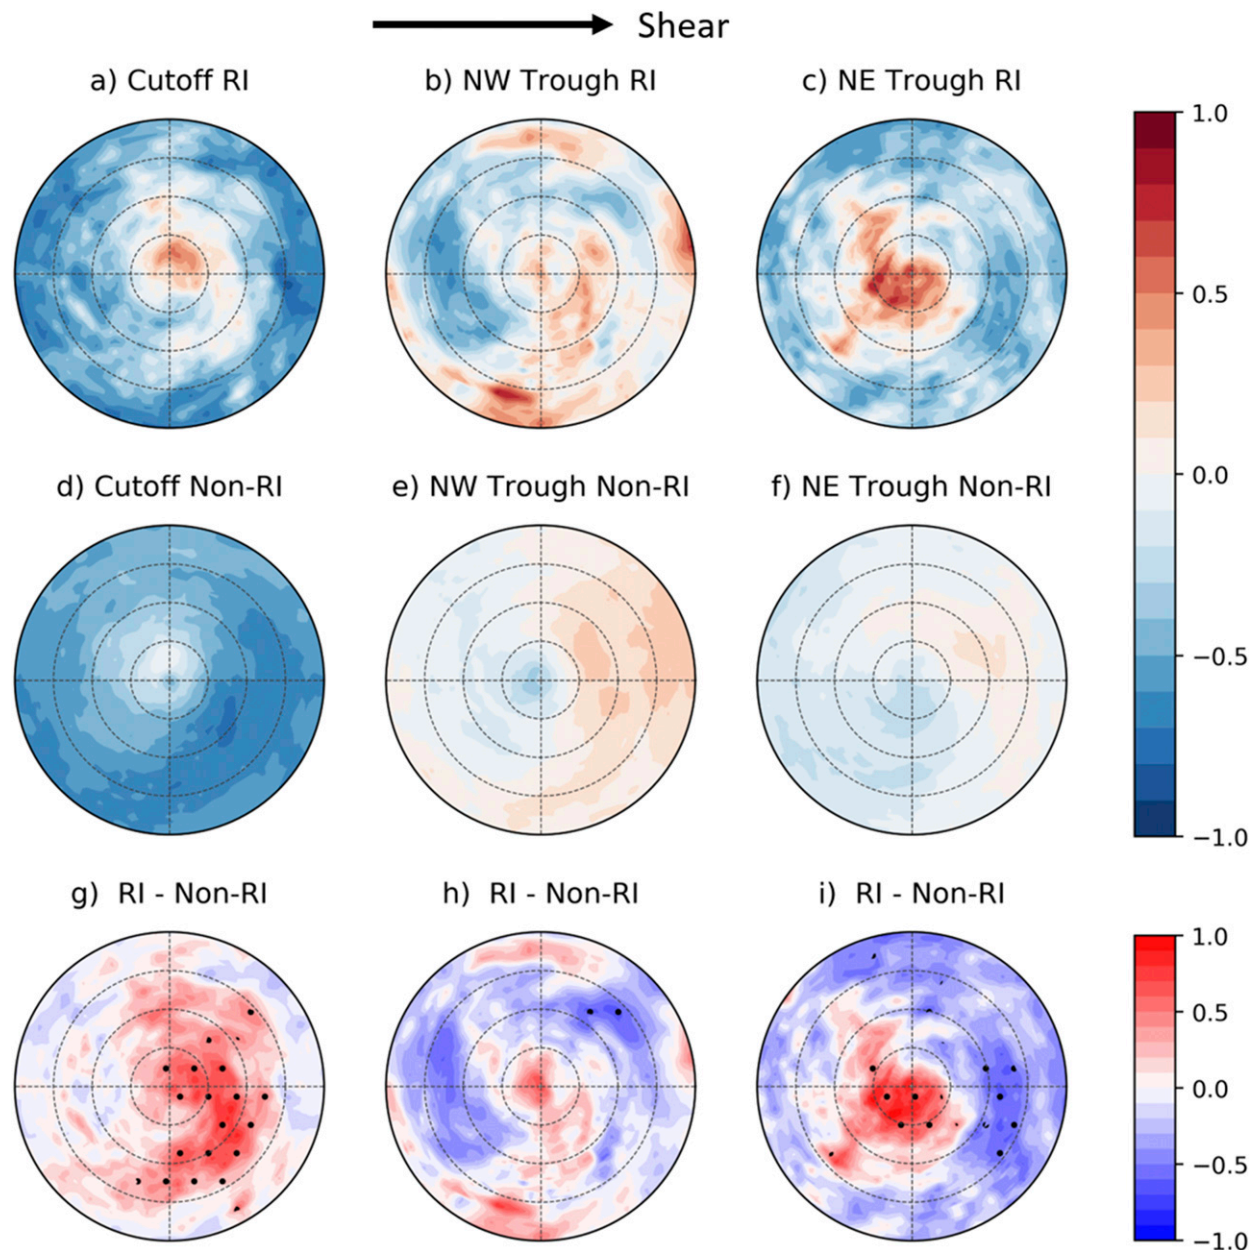 Shear
a) Cutoff RI
b) NW Trough RI
c) NE Trough RI
1.0
0.5
0.0
−0.5
−1.0
d) Cutoff Non-RI
e) NW Trough Non-RI
f) NE Trough Non-RI
g) RI - Non-RI
h) RI - Non-RI
i) RI - Non-RI
1.0
0.5
0.0
−0.5
−1.0